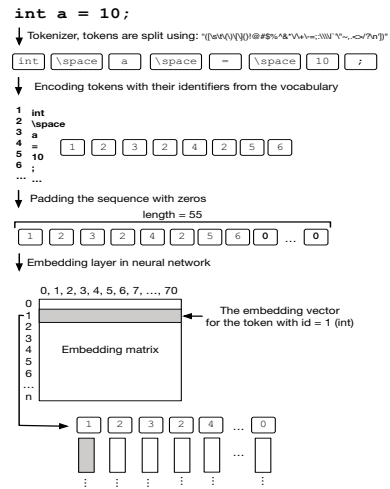 int a = 10;
Tokenizer, tokens are split using:
int \space a \space = \space 10 ;
Encoding tokens with their identifiers from the vocabulary
1 int
2 \space
3 a
4 =
5 10
6 ;
... ...
1 2 3 2 4 2 5 6
Padding the sequence with zeros
length = 55
1 2 3 2 4 2 5 6 0 ... 0
Embedding layer in neural network
0, 1, 2, 3, 4, 5, 6, 7, ..., 70
0
1
2
3
4
5
6
...
n
The embedding vector
for the token with id = 1 (int)
Embedding matrix
1 2 3 2 4 ... 0
...